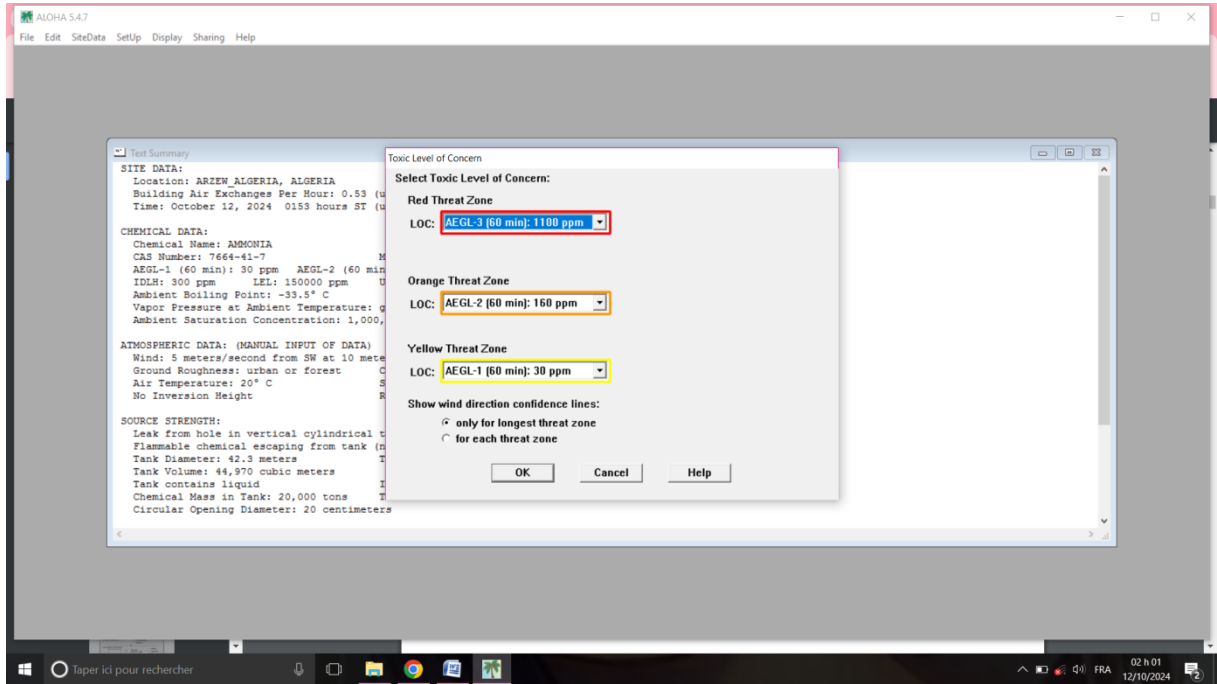 ALOHA 5.4.7
File Edit SiteData SetUp Display Sharing Help
Text Summary
SITE DATA:
Location: ARZEW_ALGERIA, ALGERIA
Building Air Exchanges Per Hour: 0.53 (u
Time: October 12, 2024 0153 hours ST (u
CHEMICAL DATA:
Chemical Name: AMMONIA
CAS Number: 7664-41-7 M
AEGL-1 (60 min): 30 ppm AEGL-2 (60 min
IDLH: 300 ppm LEL: 150000 ppm U
Ambient Boiling Point: -33.5° C
Vapor Pressure at Ambient Temperature: g
Ambient Saturation Concentration: 1,000,
ATMOSPHERIC DATA: (MANUAL INPUT OF DATA)
Wind: 5 meters/second from SW at 10 mete
Ground Roughness: urban or forest C
Air Temperature: 20° C S
No Inversion Height R
SOURCE STRENGTH:
Leak from hole in vertical cylindrical t
Flammable chemical escaping from tank (n
Tank Diameter: 42.3 meters T
Tank Volume: 44,970 cubic meters
Tank contains liquid I
Chemical Mass in Tank: 20,000 tons T
Circular Opening Diameter: 20 centimeters
Toxic Level of Concern
Select Toxic Level of Concern:
Red Threat Zone
LOC: AEGL-3 (60 min): 1100 ppm
Orange Threat Zone
LOC: AEGL-2 (60 min): 160 ppm
Yellow Threat Zone
LOC: AEGL-1 (60 min): 30 ppm
Show wind direction confidence lines:
only for longest threat zone
for each threat zone
OK Cancel Help
Taper ici pour rechercher
FRA
02 h 01
12/10/2024
2